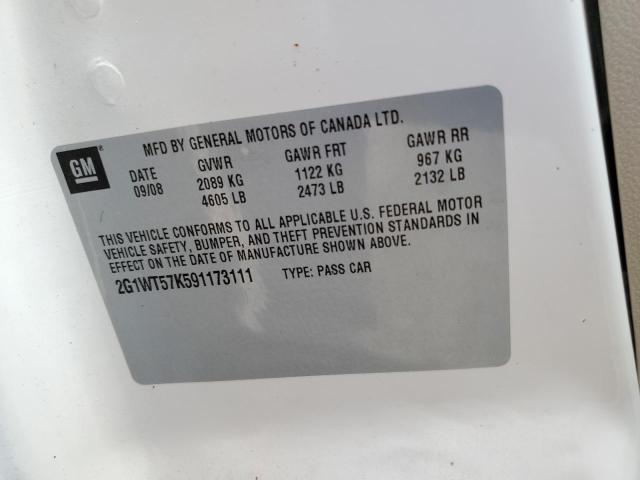 MFD BY GENERAL MOTORS OF CANADA LTD.
GM
DATE GVWR GAWR FRT GAWR RR
09/08 2089 KG 1122 KG 967 KG
4605 LB 2473 LB 2132 LB
THIS VEHICLE CONFORMS TO ALL APPLICABLE U.S. FEDERAL MOTOR
VEHICLE SAFETY, BUMPER, AND THEFT PREVENTION STANDARDS IN
EFFECT ON THE DATE OF MANUFACTURE SHOWN ABOVE.
2G1WT57K591173111 TYPE: PASS CAR